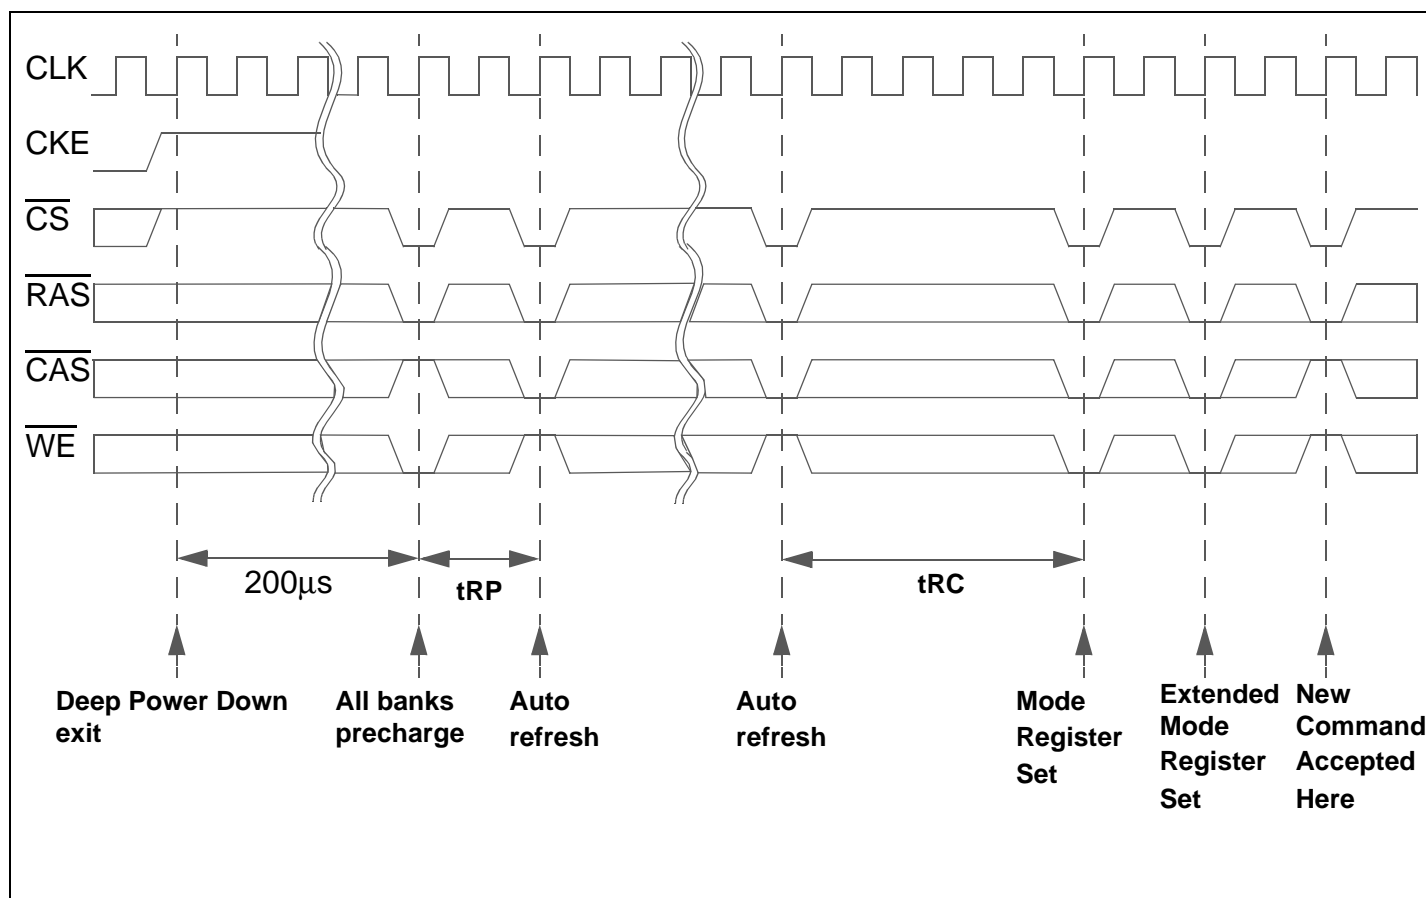 CLK
CKE
CS
RAS
CAS
WE
200μs
tRP
tRC
Deep Power Down
exit
All banks
precharge
Auto
refresh
Auto
refresh
Mode
Register
Set
Extended
Mode
Register
Set
New
Command
Accepted
Here